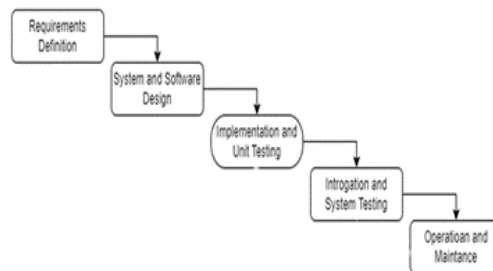 Requirements
Definition
System and Software
Design
Implementation and
Unit Testing
Introgation and
System Testing
Operatioan and
Maintance